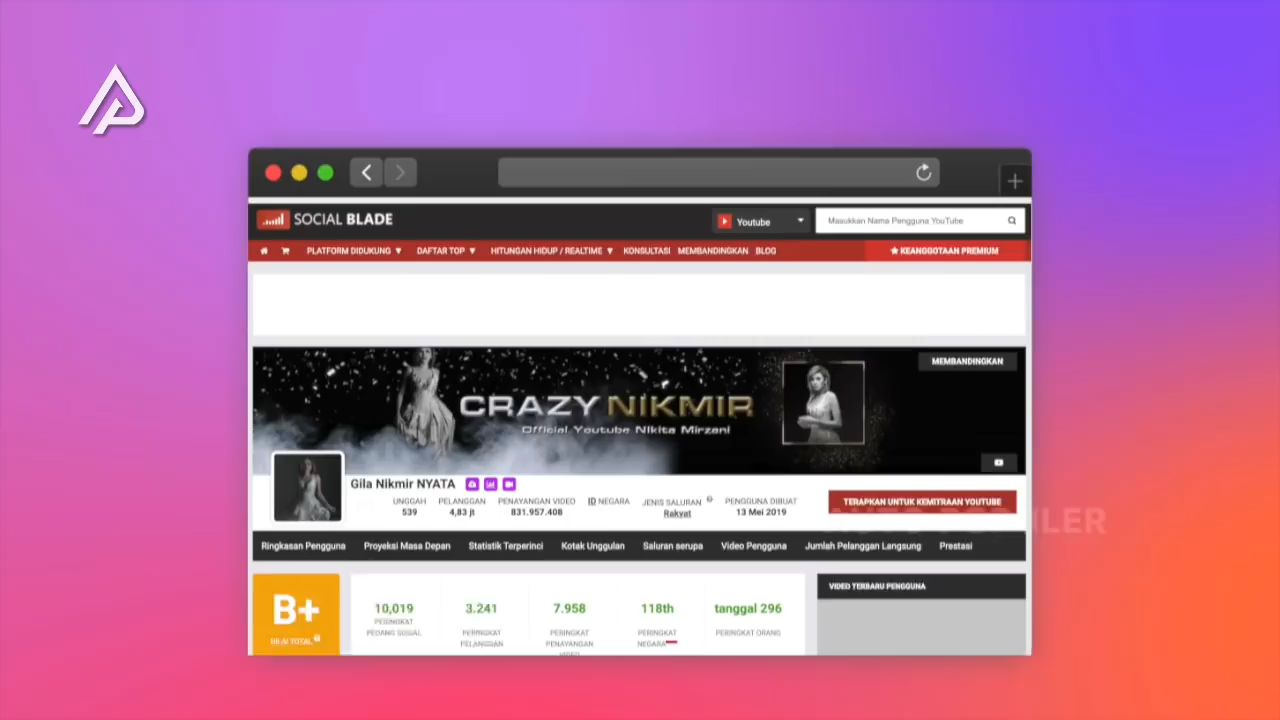 SOCIAL BLADE
Youtube
Masukkan Nama Pengguna YouTube
PLATFORM DIDUKUNG
DAFTAR TOP
HITUNGAN HIDUP / REALTIME
KONSULTASI
MEMBANDINGKAN
BLOG
KEANGGOTAAN PREMIUM
MEMBANDINGKAN
CRAZY NIKMIR
Official Youtube Nikita Mirzani
Gila Nikmir NYATA
UNGGAH
539
PELANGGAN
4,83 jt
PENAYANGAN VIDEO
831.957.408
ID NEGARA
JENIS SALURAN
Rakyat
PENGGUNA DIBUAT
13 Mei 2019
TERAPKAN UNTUK KEMITRAAN YOUTUBE
Ringkasan Pengguna
Proyeksi Masa Depan
Statistik Terperinci
Kotak Unggulan
Saluran serupa
Video Pengguna
Jumlah Pelanggan Langsung
Prestasi
B+
NILAI TOTAL
10,019
PERINGKAT
PEDANG SOSIAL
3.241
PERINGKAT
PELANGGAN
7.958
PERINGKAT
PENAYANGAN
VIDEO
118th
PERINGKAT
NEGARA
tanggal 296
PERINGKAT ORANG
VIDEO TERBARU PENGGUNA